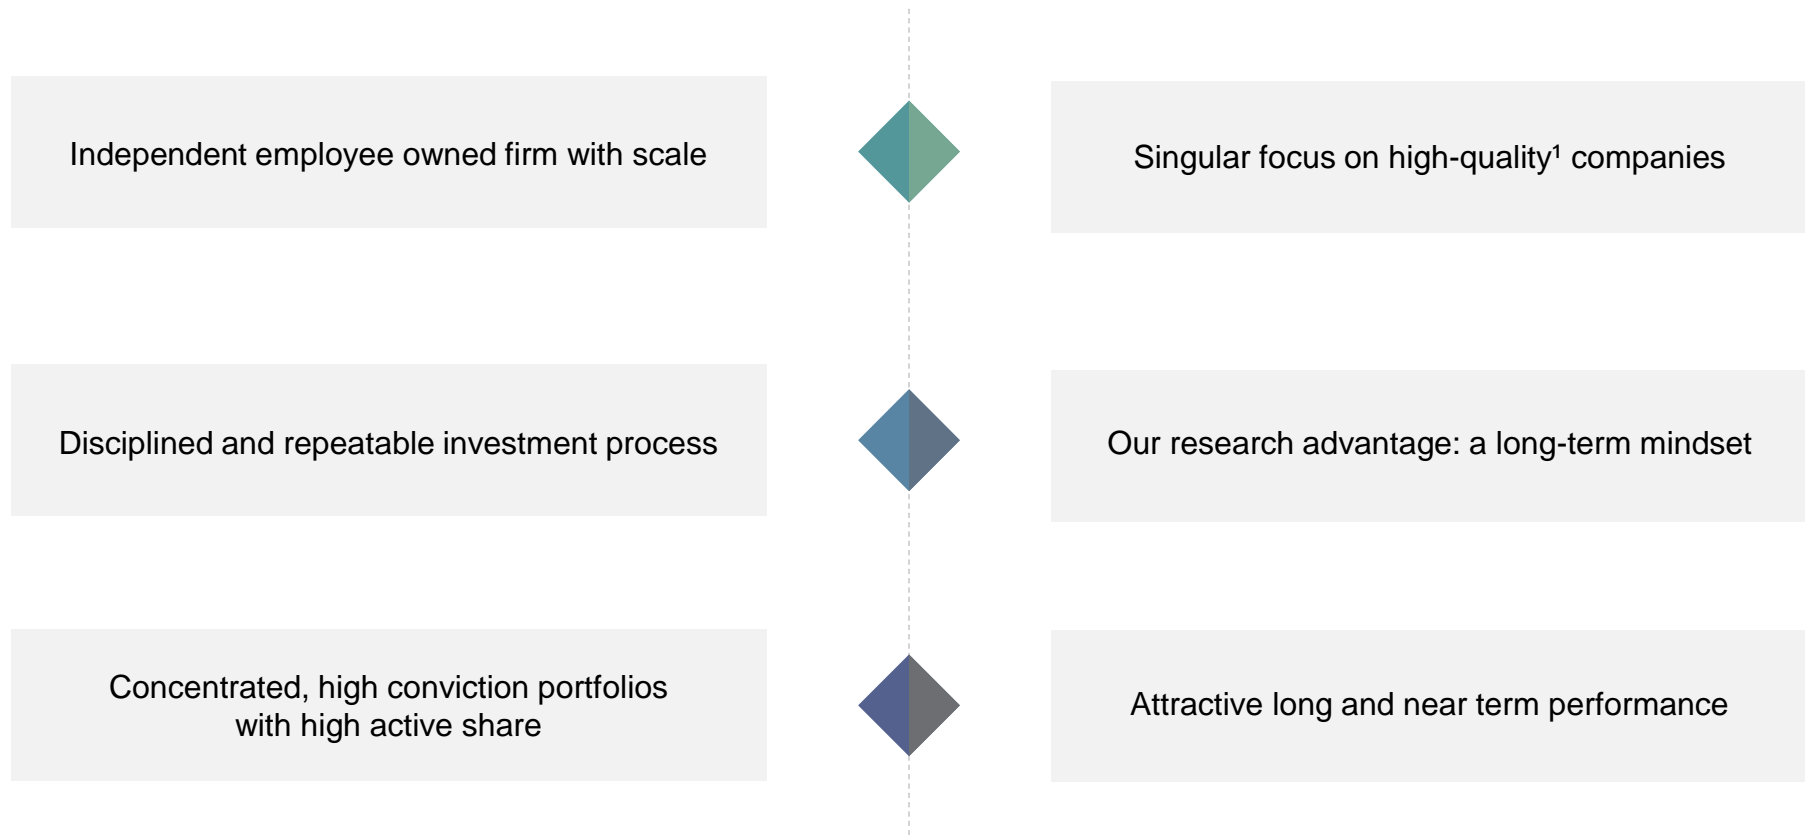 Independent employee owned firm with scale
Singular focus on high-quality¹ companies
Disciplined and repeatable investment process
Our research advantage: a long-term mindset
Concentrated, high conviction portfolios
with high active share
Attractive long and near term performance